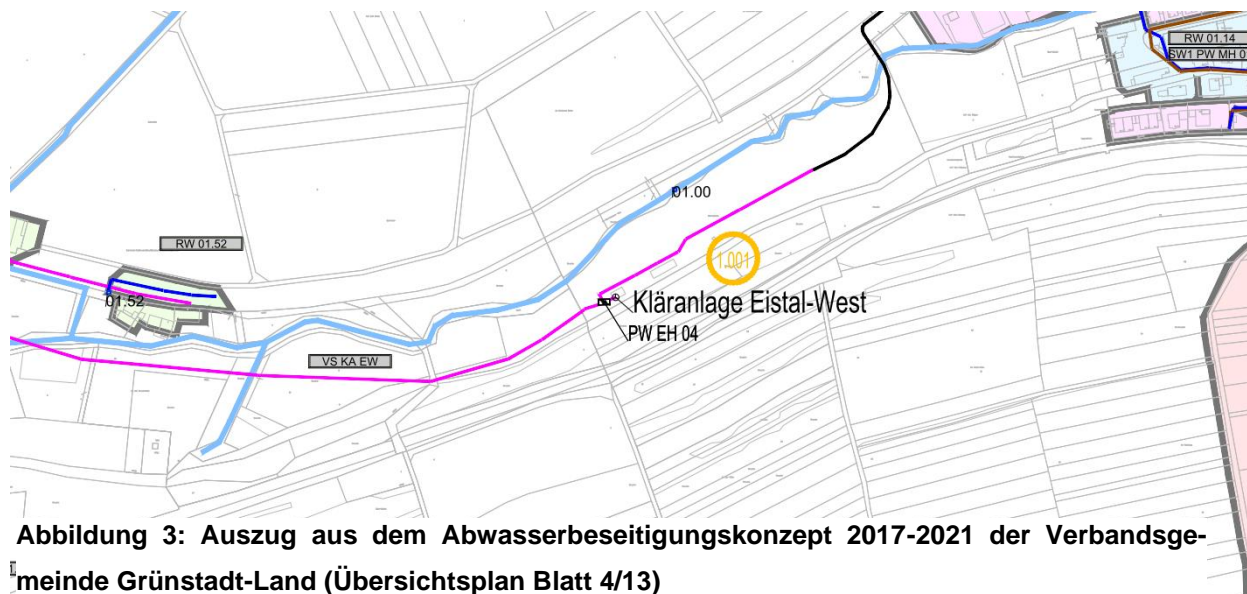 RW 01.14
SW1 PW MH 0
01.00
RW 01.52
1.001
01.52
Kläranlage Eistal-West
PW EH 04
VS KA EW
Abbildung 3: Auszug aus dem Abwasserbeseitigungskonzept 2017-2021 der Verbandsge-
meinde Grünstadt-Land (Übersichtsplan Blatt 4/13)